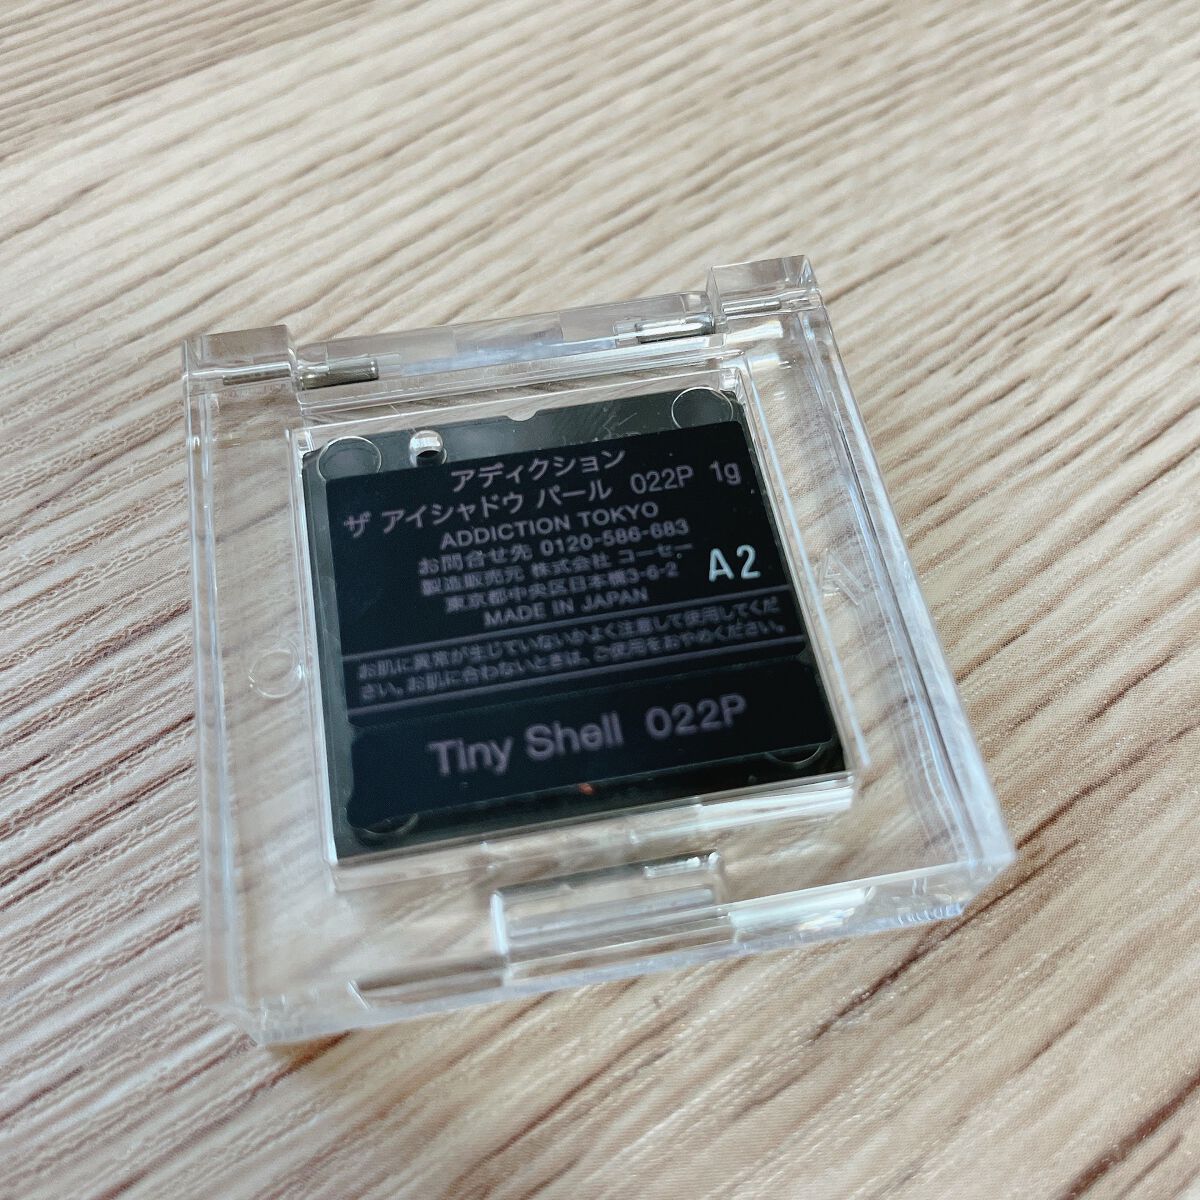 アディクション
ザ アイシャドウ パール 022P 1g
ADDICTION TOKYO
お問合せ先 0120-586-683
製造販売元 株式会社 コーセー
東京都中央区日本橋3-6-2
A2
MADE IN JAPAN
お肌に異常が生じていないかよく注意して使用してくだ
さい。お肌に合わないときは、ご使用をおやめください。
Tiny Shell 022P